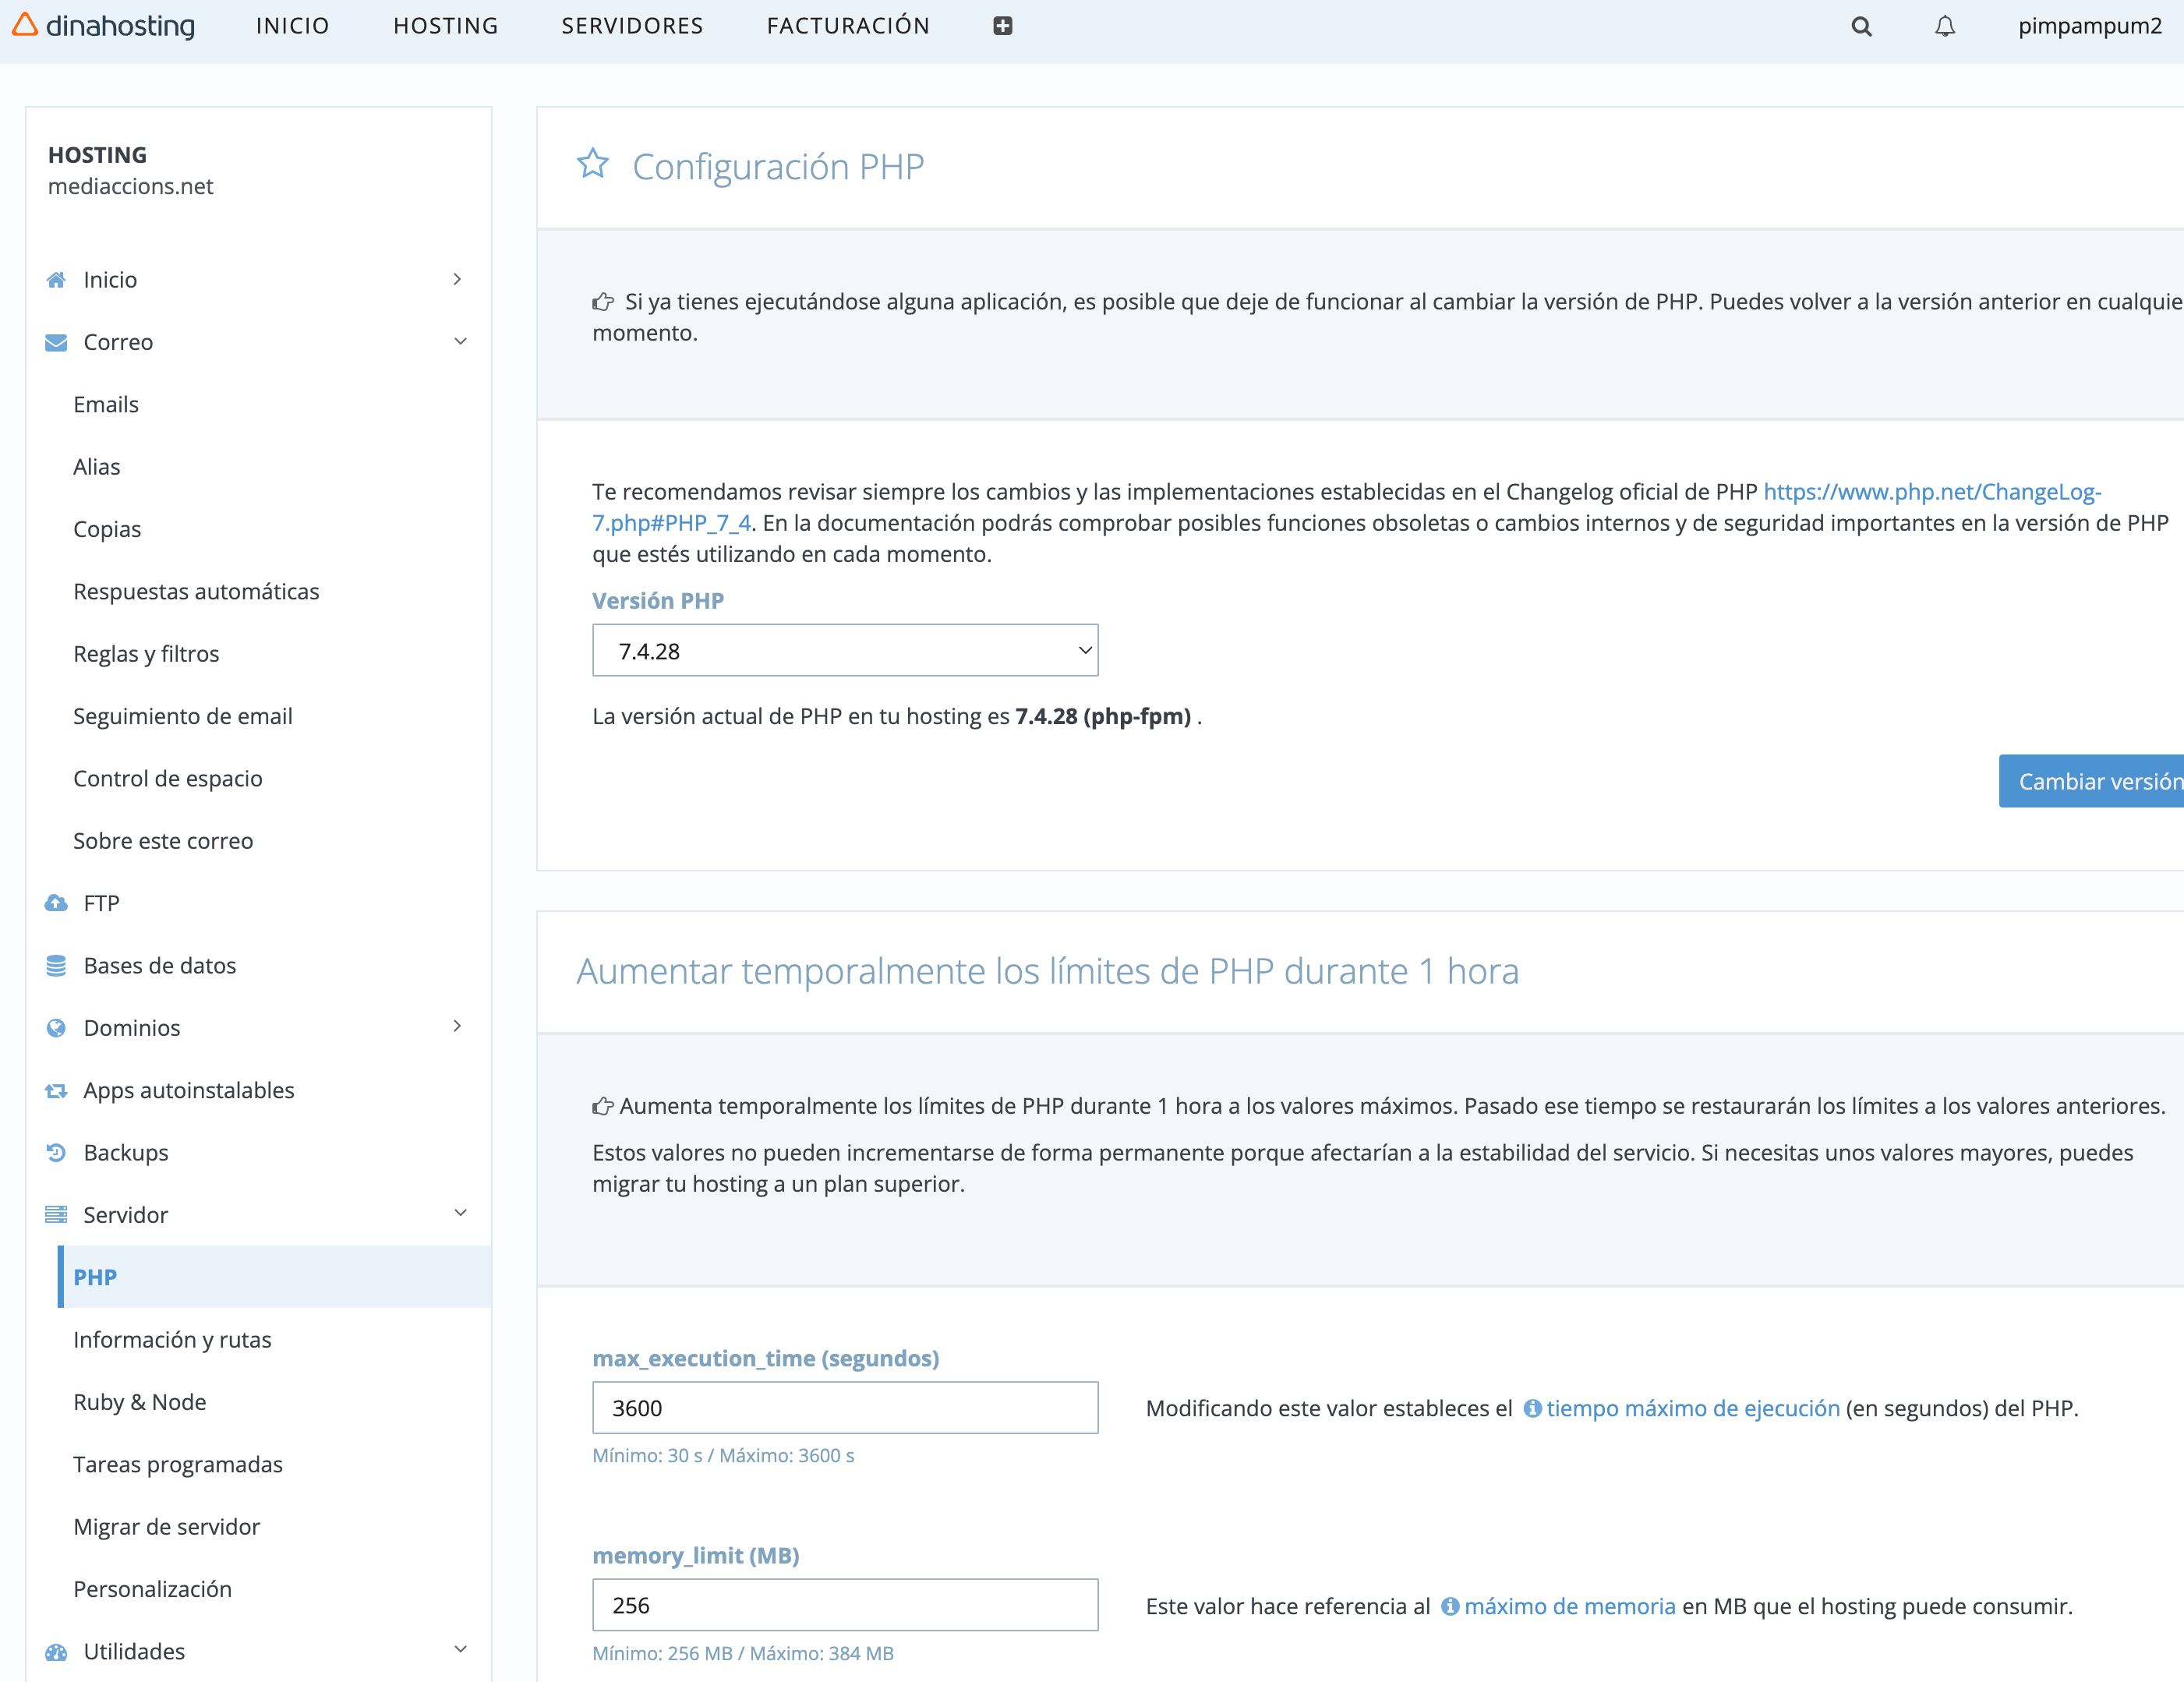 dinahosting INICIO HOSTING SERVIDORES FACTURACIÓN pimpampum2
HOSTING
mediaccions.net
Inicio
Correo
Emails
Alias
Copias
Respuestas automáticas
Reglas y filtros
Seguimiento de email
Control de espacio
Sobre este correo
FTP
Bases de datos
Dominios
Apps autoinstalables
Backups
Servidor
PHP
Información y rutas
Ruby & Node
Tareas programadas
Migrar de servidor
Personalización
Utilidades
Configuración PHP
Si ya tienes ejecutándose alguna aplicación, es posible que deje de funcionar al cambiar la versión de PHP. Puedes volver a la versión anterior en cualquie
momento.
Te recomendamos revisar siempre los cambios y las implementaciones establecidas en el Changelog oficial de PHP https://www.php.net/ChangeLog-
7.php#PHP_7_4. En la documentación podrás comprobar posibles funciones obsoletas o cambios internos y de seguridad importantes en la versión de PHP
que estés utilizando en cada momento.
Versión PHP
7.4.28
La versión actual de PHP en tu hosting es 7.4.28 (php-fpm) .
Cambiar versión
Aumentar temporalmente los límites de PHP durante 1 hora
Aumenta temporalmente los límites de PHP durante 1 hora a los valores máximos. Pasado ese tiempo se restaurarán los límites a los valores anteriores.
Estos valores no pueden incrementarse de forma permanente porque afectarían a la estabilidad del servicio. Si necesitas unos valores mayores, puedes
migrar tu hosting a un plan superior.
max_execution_time (segundos)
3600
Modificando este valor estableces el tiempo máximo de ejecución (en segundos) del PHP.
Mínimo: 30 s / Máximo: 3600 s
memory_limit (MB)
256
Este valor hace referencia al máximo de memoria en MB que el hosting puede consumir.
Mínimo: 256 MB / Máximo: 384 MB